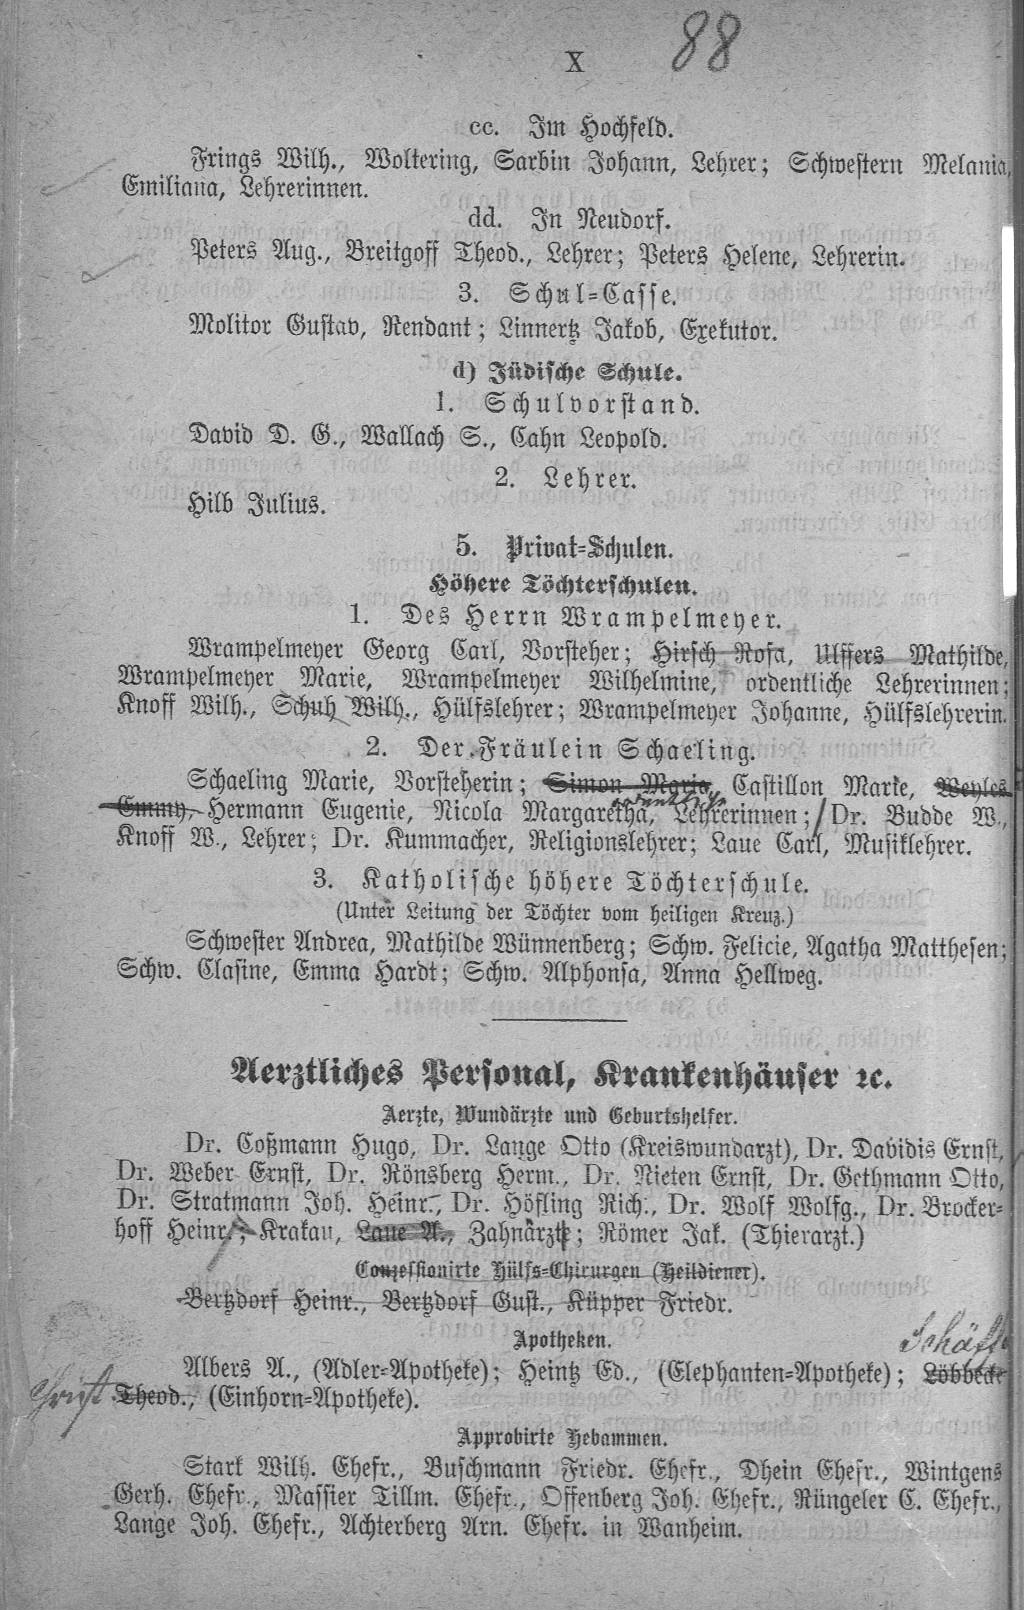 88
X
cc. Im Hochfeld.
Frings Wilh., Woltering, Sarbin Johann, Lehrer; Schwestern Melania,
Emiliana, Lehrerinnen.
dd. In Neudorf.
Peters Aug., Breitgoff Theod., Lehrer; Peters Helene, Lehrerin.
3. Schul-Casse.
Molitor Gustav, Rendant; Linnertz Jakob, Exekutor.
d) Jüdische Schule.
1. Schulvorstand.
David D. G., Wallach S., Cahn Leopold.
2. Lehrer.
Hilb Julius.
5. Privat-Schulen.
Höhere Töchterschulen.
1. Des Herrn Wrampelmeyer.
Wrampelmeyer Georg Carl, Vorsteher; Hirsch Rosa, Ulffers Mathilde,
Wrampelmeyer Marie, Wrampelmeyer Wilhelmine, ordentliche Lehrerinnen;
Knoff Wilh., Schuh Wilh., Hülfslehrer; Wrampelmeyer Johanne, Hülfslehrerin.
2. Der Fräulein Schaeling.
Schaeling Marie, Vorsteherin; Simon Maria, Castillon Marie, Weyles
ordentliche
Emmy, Hermann Eugenie, Nicola Margaretha, Lehrerinnen; Dr. Budde W.,
Knoff W., Lehrer; Dr. Kummacher, Religionslehrer; Laue Carl, Musiklehrer.
3. Katholische höhere Töchterschule.
(Unter Leitung der Töchter vom heiligen Kreuz.)
Schwester Andrea, Mathilde Wünnenberg; Schw. Felicie, Agatha Matthesen;
Schw. Clasine, Emma Hardt; Schw. Alphonsa, Anna Hellweg.
Aerztliches Personal, Krankenhäuser ꝛc.
Aerzte, Wundärzte und Geburtshelfer.
Dr. Coßmann Hugo, Dr. Lange Otto (Kreiswundarzt), Dr. Davidis Ernst,
Dr. Weber Ernst, Dr. Rönsberg Herm., Dr. Nieten Ernst, Dr. Gethmann Otto,
Dr. Stratmann Joh. Heinr., Dr. Höfling Rich., Dr. Wolf Wolfg., Dr. Brocker-
hoff Heinr.; Krakau, Laue A., Zahnärzte; Römer Jak. (Thierarzt.)
Conzessionirte Hülfs-Chirurgen (Heildiener).
Bertzdorf Heinr., Bertzdorf Gust., Küpper Friedr.
Apotheken.
Schäffer
Albers A., (Adler-Apotheke); Heintz Ed., (Elephanten-Apotheke); Löbbecke
Christ Theod., (Einhorn-Apotheke).
Approbirte Hebammen.
Stark Wilh. Ehefr., Buschmann Friedr. Ehefr., Dhein Ehefr., Wintgens
Gerh. Ehefr., Massier Tillm. Ehefr., Offenberg Joh. Ehefr., Rüngeler C. Ehefr.,
Lange Joh. Ehefr., Achterberg Arn. Ehefr. in Wanheim.